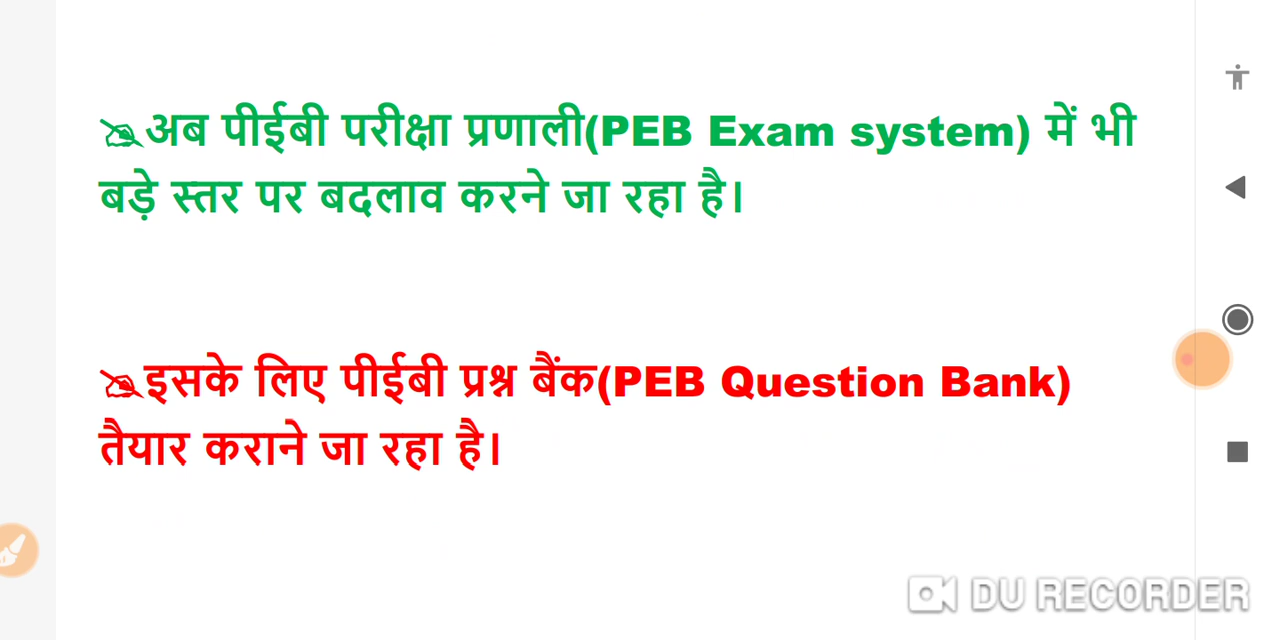 ✍अब पीईबी परीक्षा प्रणाली(PEB Exam system) में भी
बड़े स्तर पर बदलाव करने जा रहा है।
✍इसके लिए पीईबी प्रश्न बैंक(PEB Question Bank)
तैयार कराने जा रहा है।
DU RECORDER